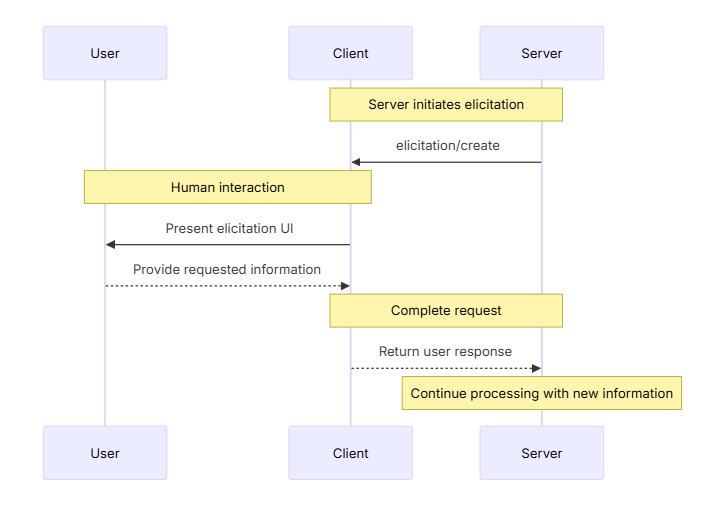 User
Client
Server
Server initiates elicitation
elicitation/create
Human interaction
Present elicitation UI
Provide requested information
Complete request
Return user response
Continue processing with new information
User
Client
Server